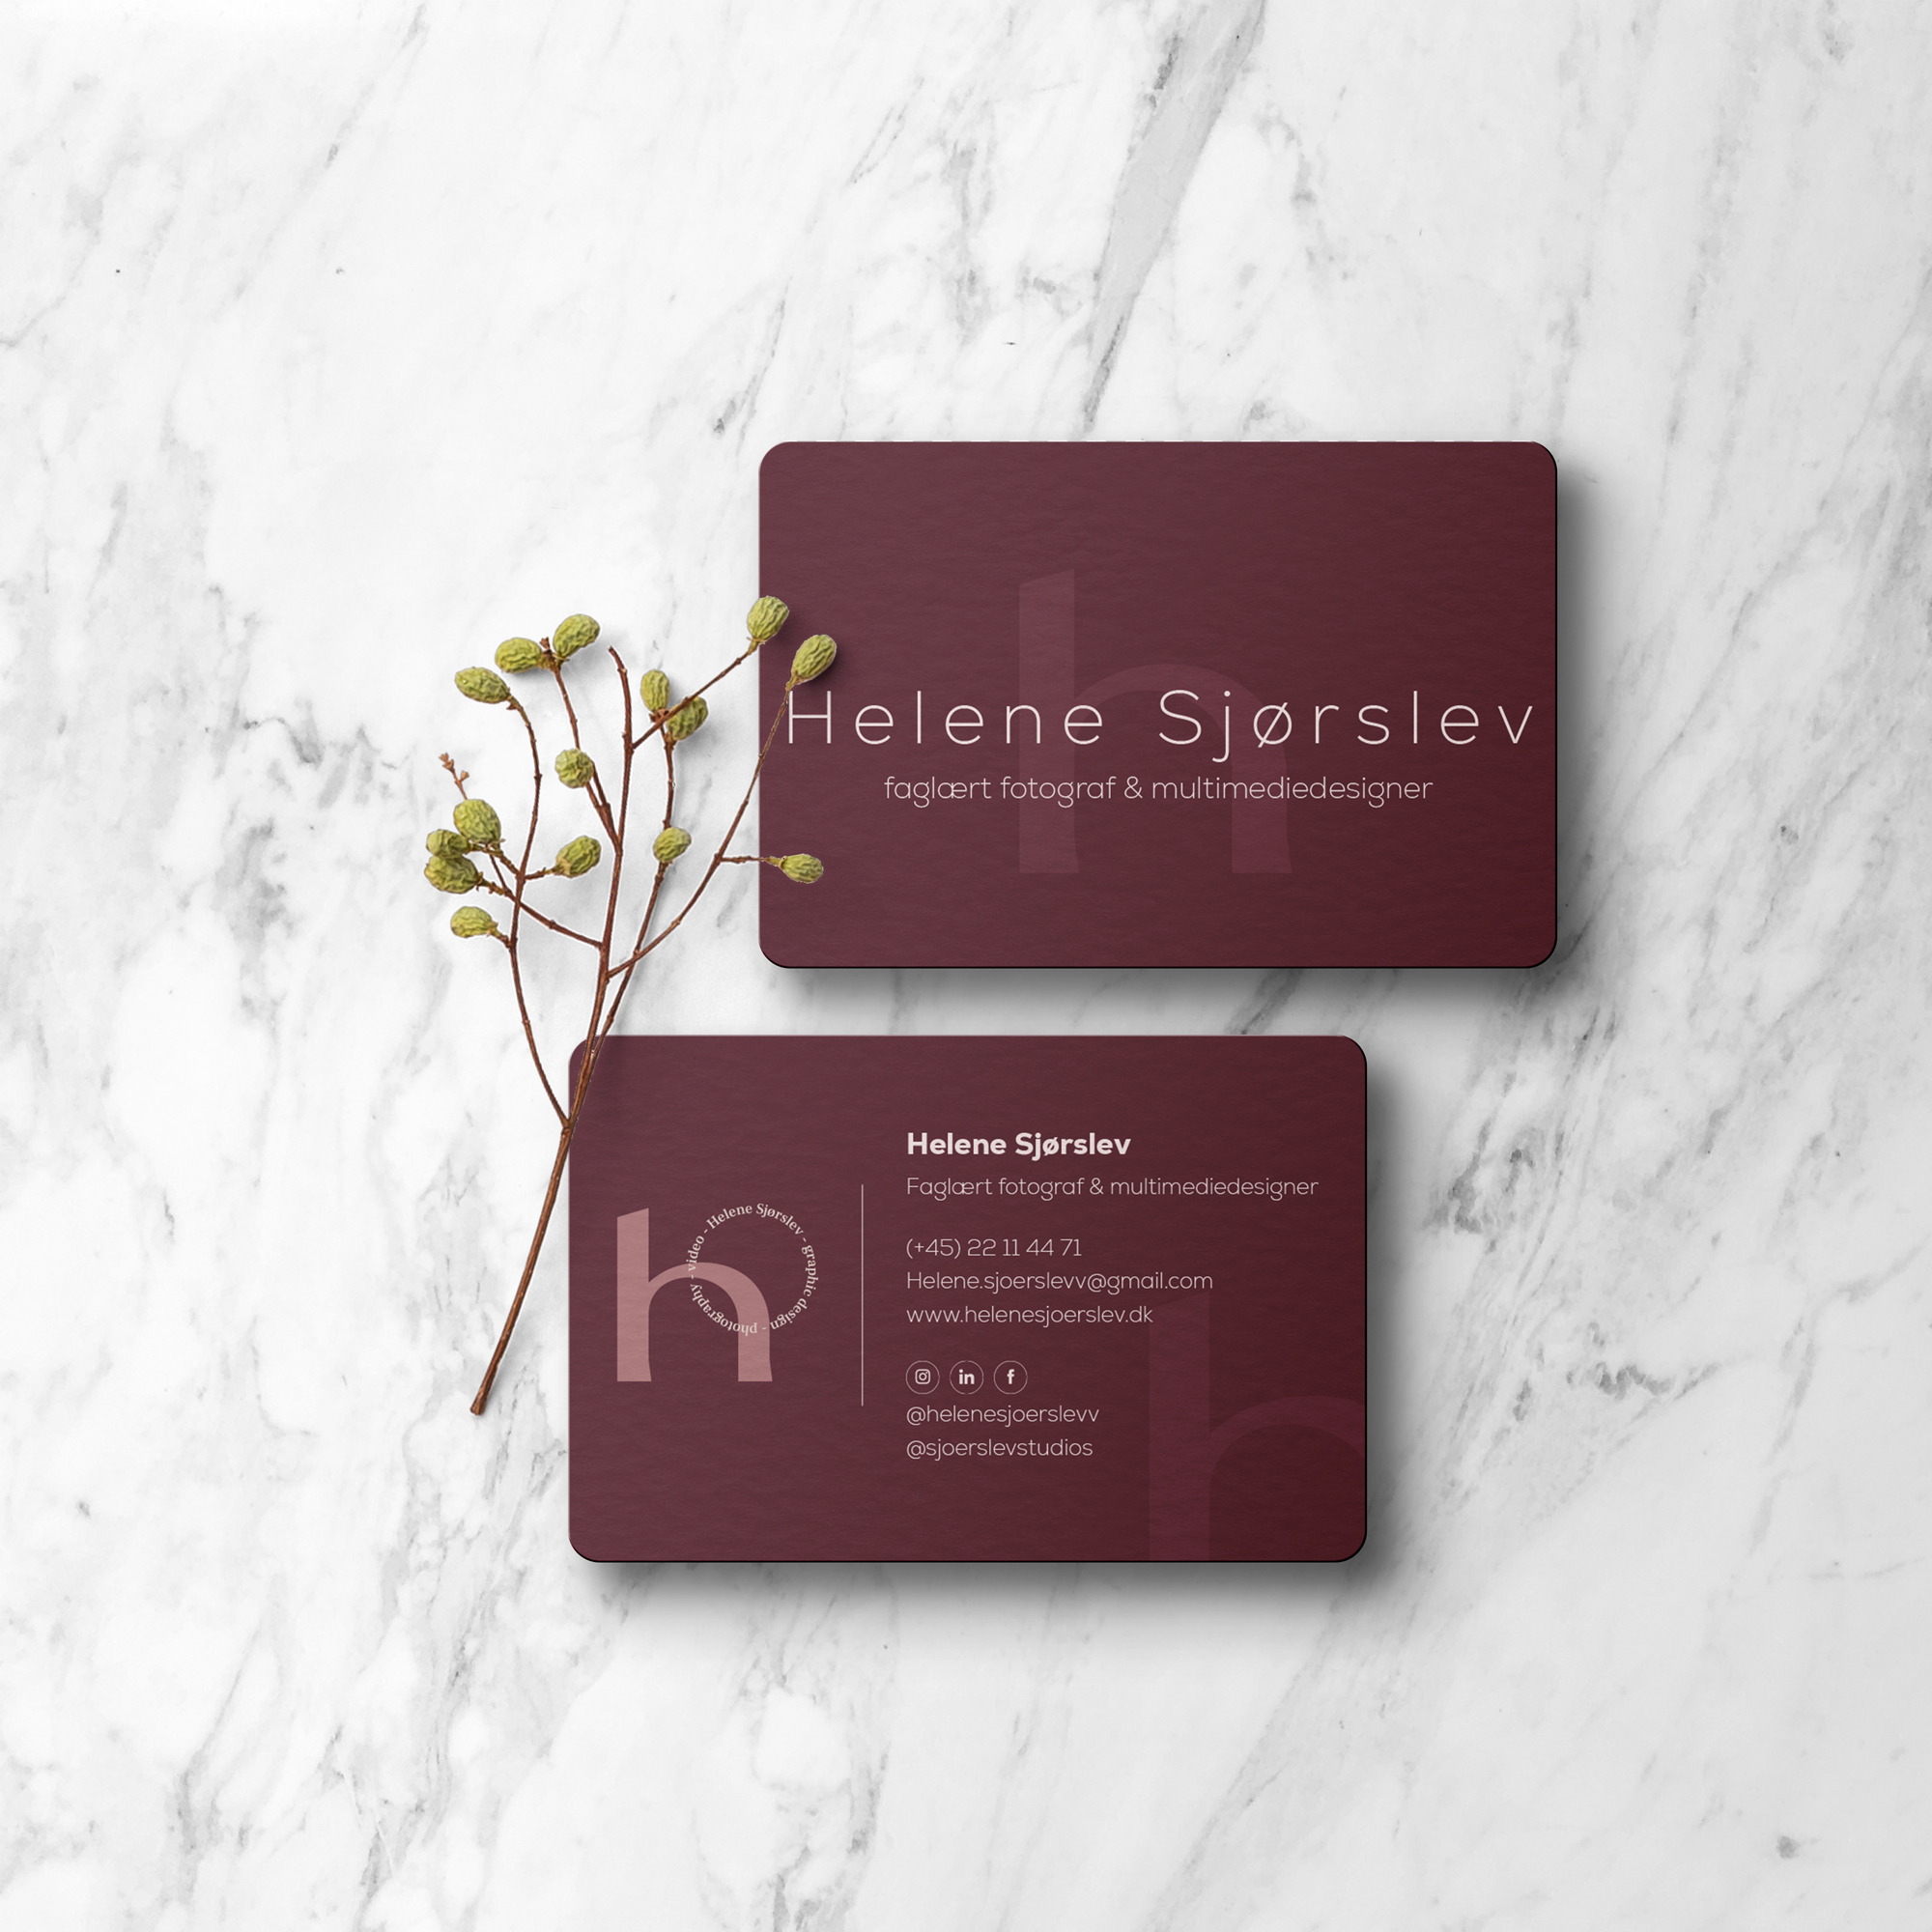 Helene Sjørslev
faglært fotograf & multimediedesigner
h
h
Helene Sjørslev - graphic design - photography - video -
Helene Sjørslev
Faglært fotograf & multimediedesigner
(+45) 22 11 44 71
Helene.sjoerslevv@gmail.com
www.helenesjoerslev.dk
in f
@helenesjoerslevv
@sjoerslevstudios
h